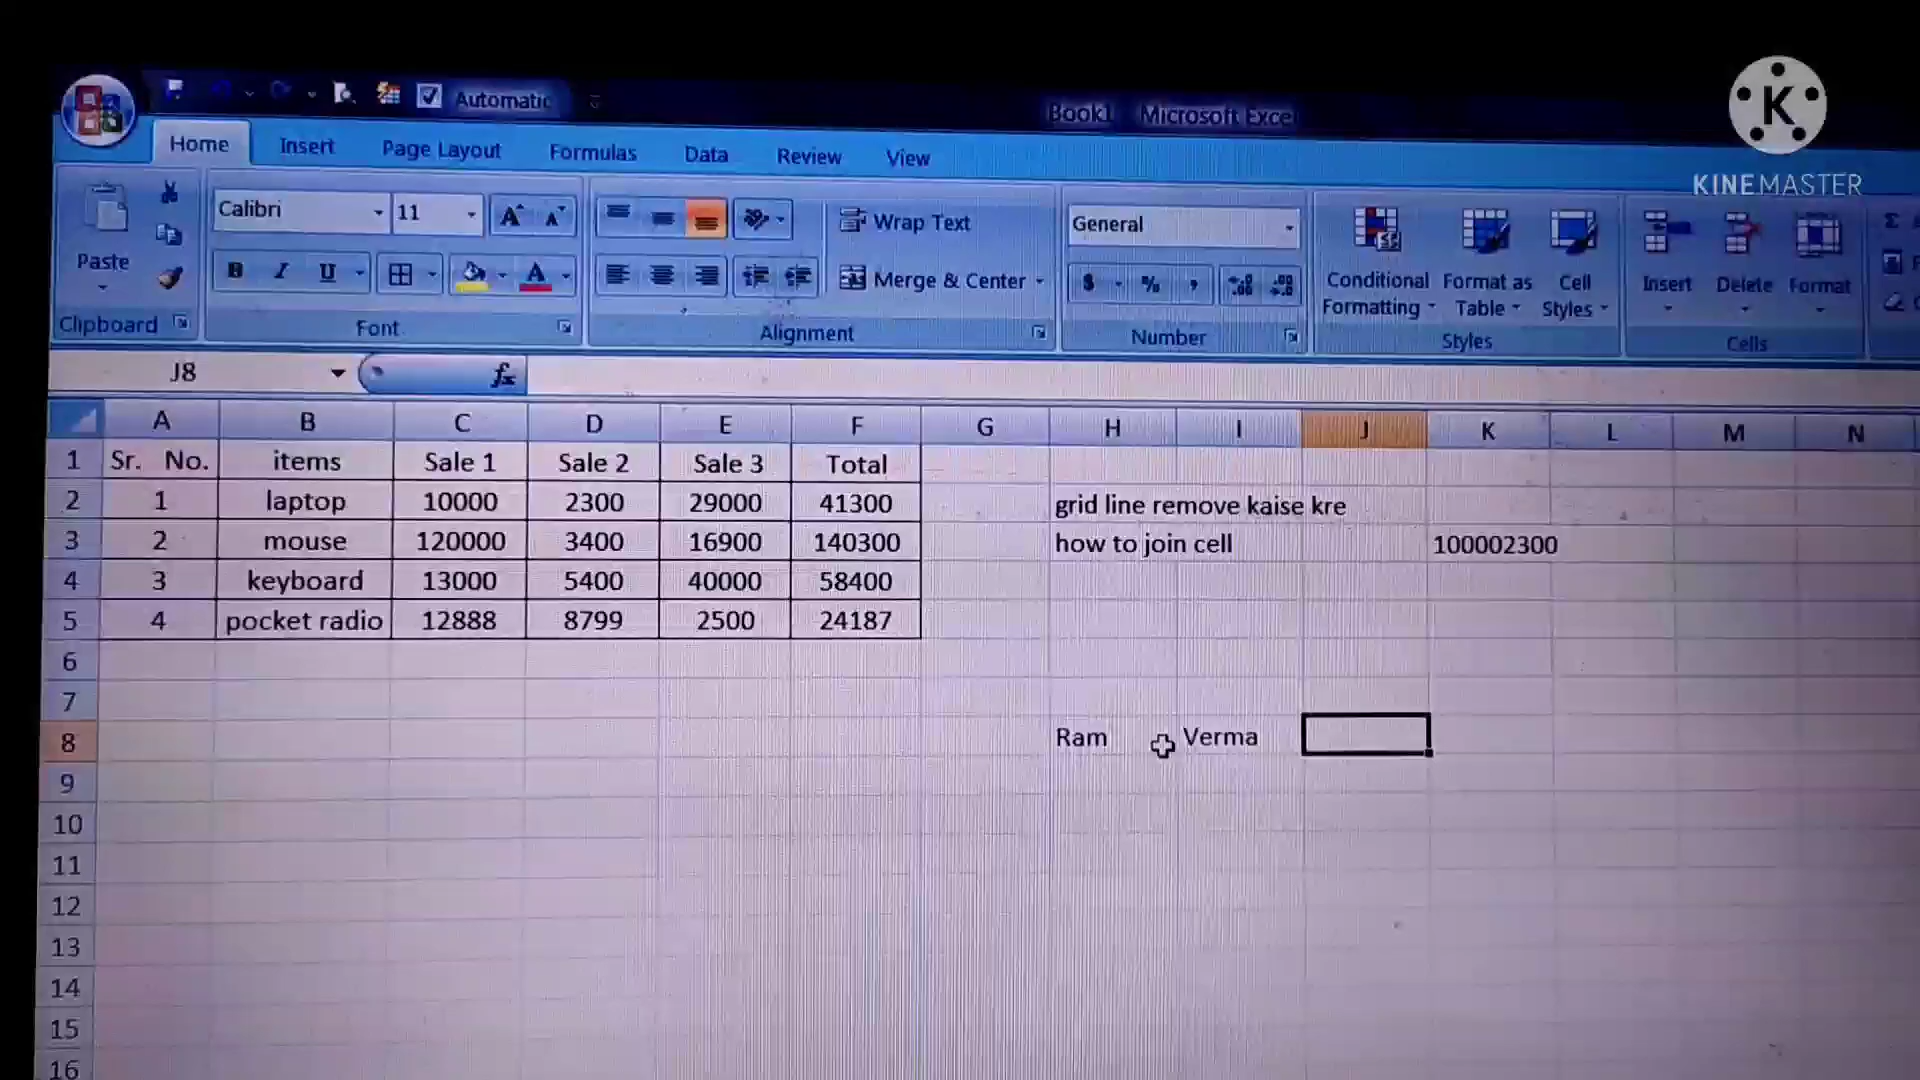 Automatic
Book1 Microsoft Excel
KINEMASTER
Home Insert Page Layout Formulas Data Review View
Calibri 11 Wrap Text General
Paste B I U Merge & Center $ % , Conditional Formatting Format as Table Cell Styles Insert Delete Format
Clipboard Font Alignment Number Styles Cells
J8 fx
A B C D E F G H I J K L M N
1 Sr. No. items Sale 1 Sale 2 Sale 3 Total
2 1 laptop 10000 2300 29000 41300 grid line remove kaise kre
3 2 mouse 120000 3400 16900 140300 how to join cell 100002300
4 3 keyboard 13000 5400 40000 58400
5 4 pocket radio 12888 8799 2500 24187
6
7
8 Ram Verma
9
10
11
12
13
14
15
16